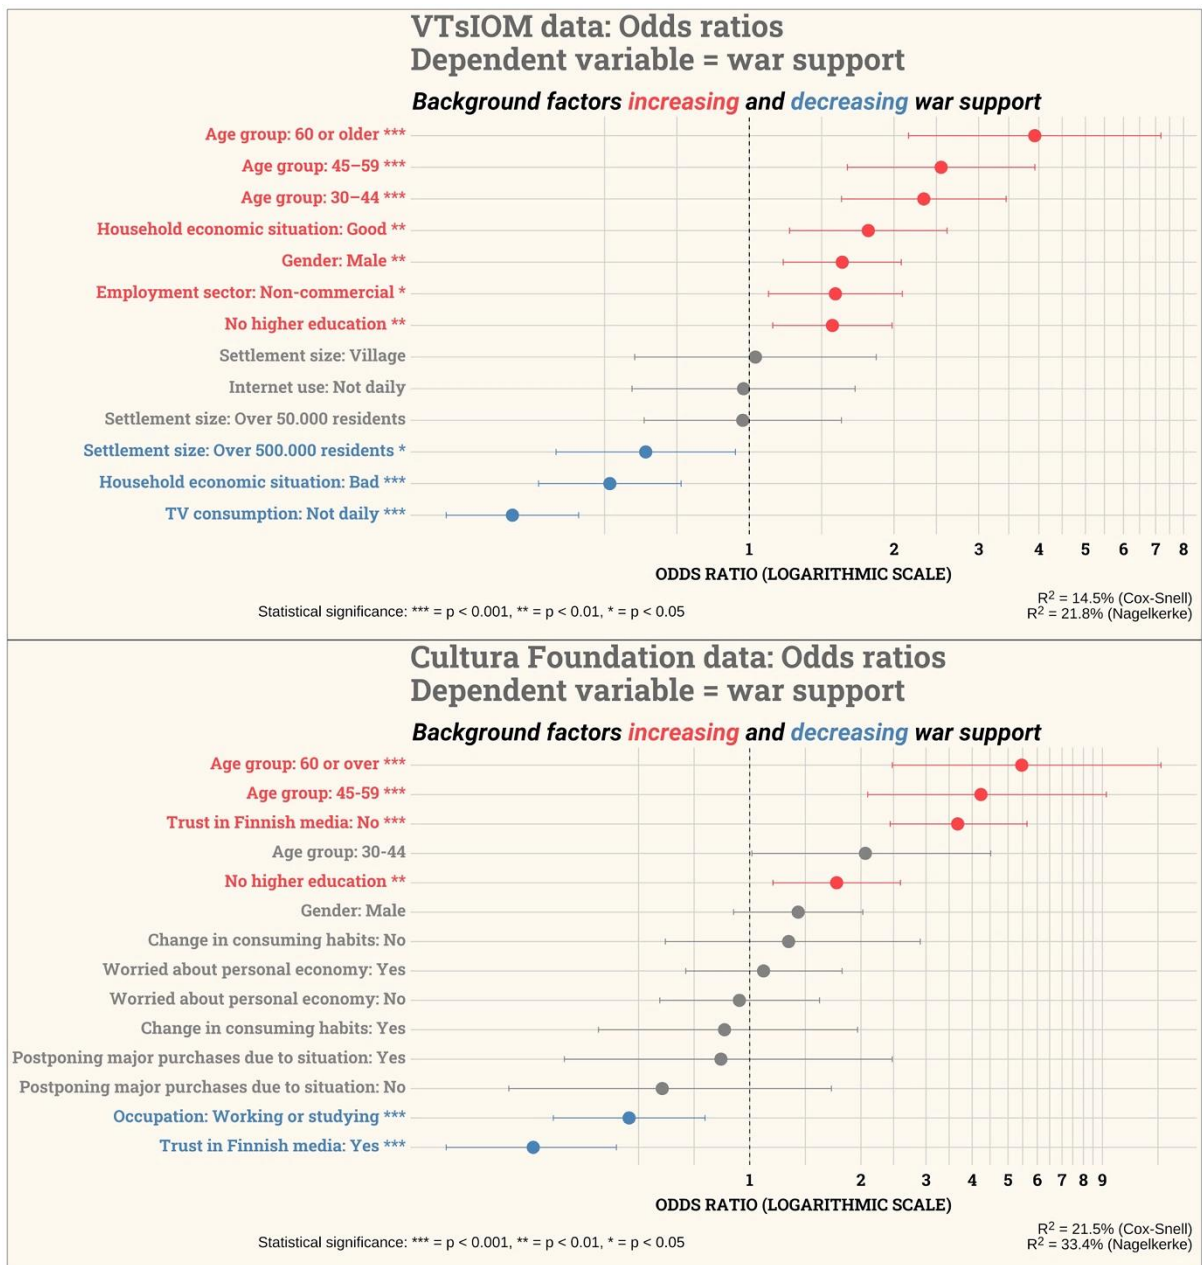 VTsIOM data: Odds ratios
Dependent variable = war support
Background factors increasing and decreasing war support
Age group: 60 or older ***
Age group: 45–59 ***
Age group: 30–44 ***
Household economic situation: Good **
Gender: Male **
Employment sector: Non-commercial *
No higher education **
Settlement size: Village
Internet use: Not daily
Settlement size: Over 50.000 residents
Settlement size: Over 500.000 residents *
Household economic situation: Bad ***
TV consumption: Not daily ***
1 2 3 4 5 6 7 8
ODDS RATIO (LOGARITHMIC SCALE)
R² = 14.5% (Cox-Snell)
Statistical significance: *** = p < 0.001, ** = p < 0.01, * = p < 0.05
R² = 21.8% (Nagelkerke)
Cultura Foundation data: Odds ratios
Dependent variable = war support
Background factors increasing and decreasing war support
Age group: 60 or over ***
Age group: 45-59 ***
Trust in Finnish media: No ***
Age group: 30-44
No higher education **
Gender: Male
Change in consuming habits: No
Worried about personal economy: Yes
Worried about personal economy: No
Change in consuming habits: Yes
Postponing major purchases due to situation: Yes
Postponing major purchases due to situation: No
Occupation: Working or studying ***
Trust in Finnish media: Yes ***
1 2 3 4 5 6 7 8 9
ODDS RATIO (LOGARITHMIC SCALE)
R² = 21.5% (Cox-Snell)
Statistical significance: *** = p < 0.001, ** = p < 0.01, * = p < 0.05
R² = 33.4% (Nagelkerke)